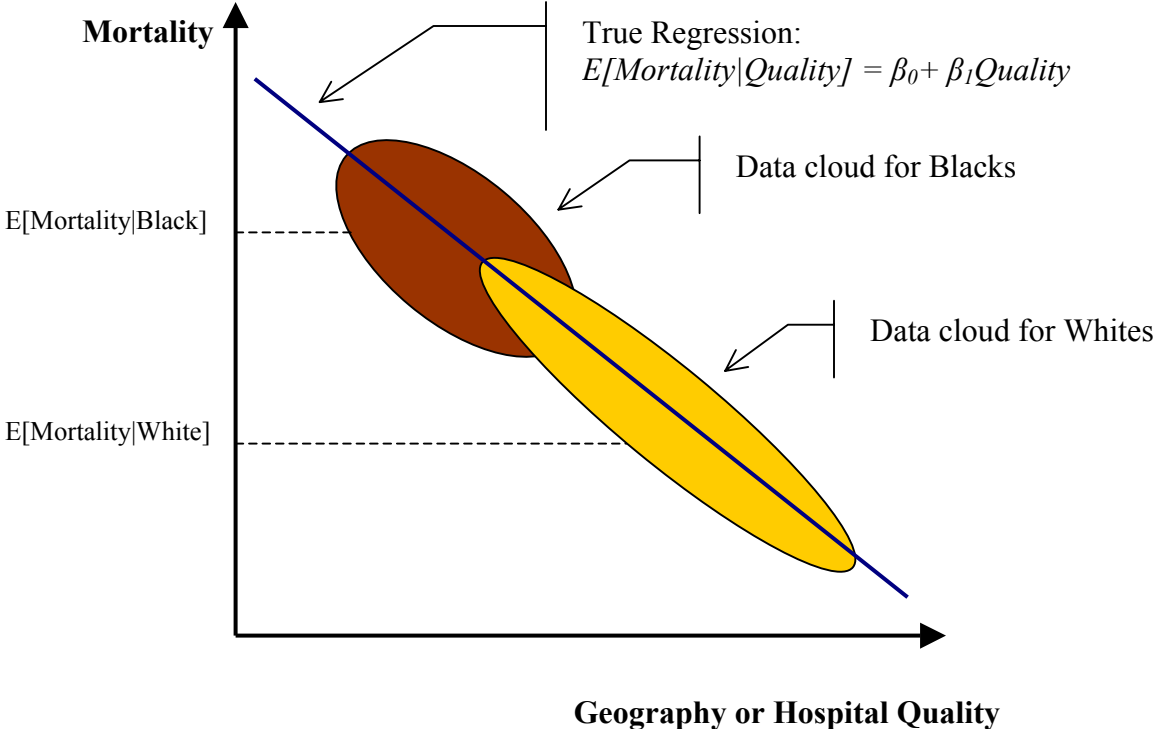 Mortality
True Regression:
E[Mortality|Quality] = β₀+ β₁Quality
Data cloud for Blacks
E[Mortality|Black]
Data cloud for Whites
E[Mortality|White]
Geography or Hospital Quality